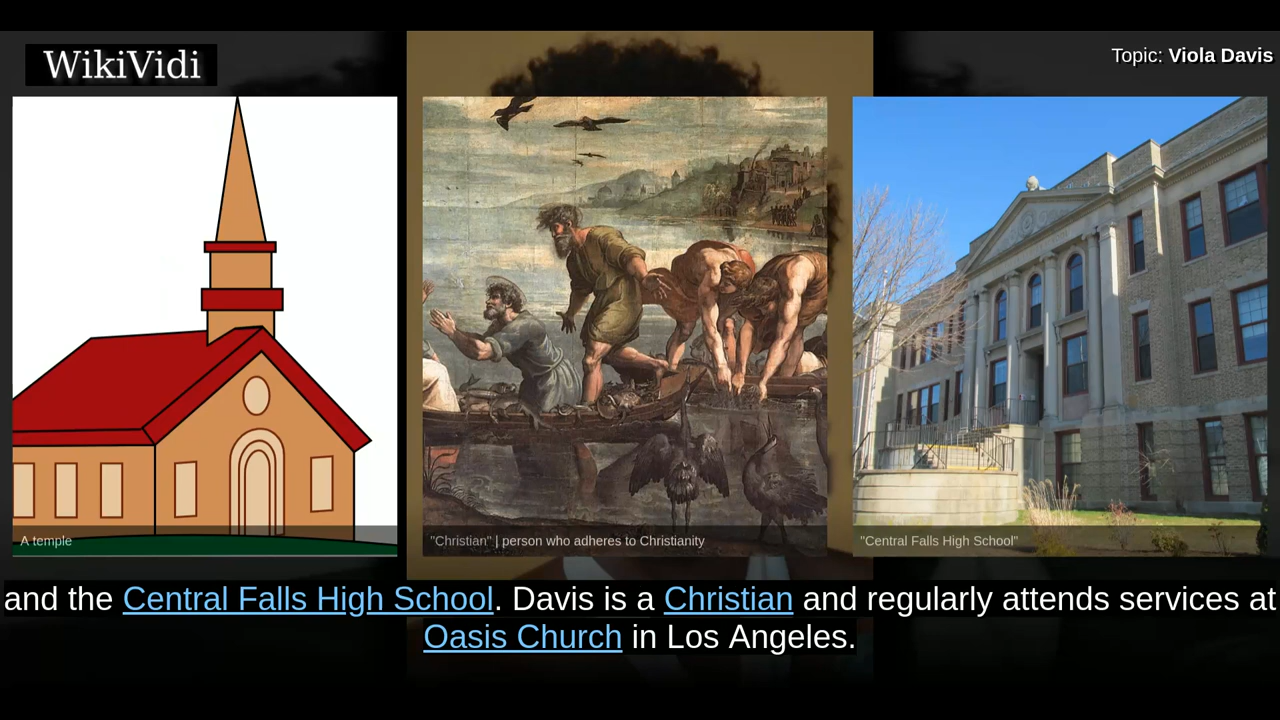 WikiVidi
Topic: Viola Davis
A temple
"Christian" | person who adheres to Christianity
"Central Falls High School"
and the Central Falls High School. Davis is a Christian and regularly attends services at
Oasis Church in Los Angeles.